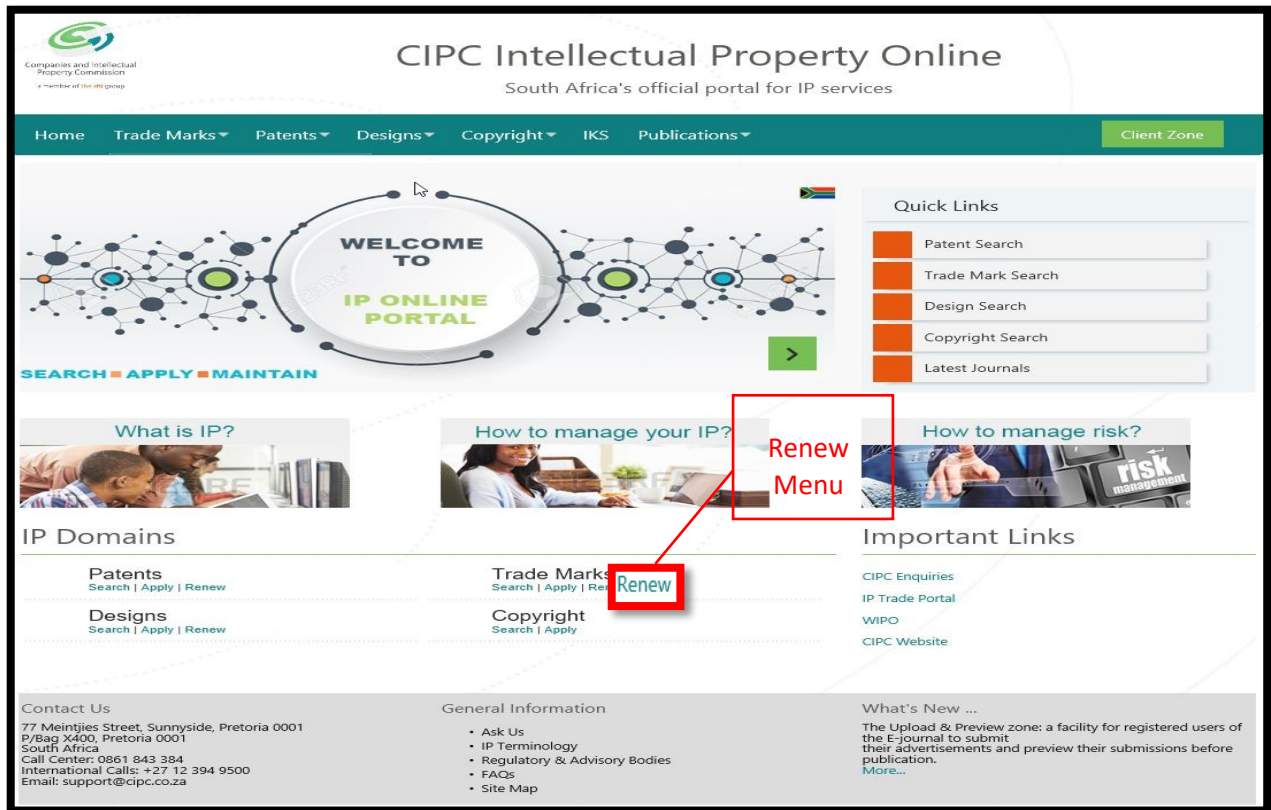 Companies and Intellectual
Property Commission
a member of the dti group
CIPC Intellectual Property Online
South Africa's official portal for IP services
Home Trade Marks Patents Designs Copyright IKS Publications Client Zone
WELCOME
TO
IP ONLINE
PORTAL
SEARCH APPLY MAINTAIN
Quick Links
Patent Search
Trade Mark Search
Design Search
Copyright Search
Latest Journals
What is IP?
How to manage your IP?
How to manage risk?
risk
management
Renew
Menu
IP Domains
Patents
Search | Apply | Renew
Trade Marks
Search | Apply | Ren
Renew
Designs
Search | Apply | Renew
Copyright
Search | Apply
Important Links
CIPC Enquiries
IP Trade Portal
WIPO
CIPC Website
Contact Us
77 Meintjies Street, Sunnyside, Pretoria 0001
P/Bag X400, Pretoria 0001
South Africa
Call Center: 0861 843 384
International Calls: +27 12 394 9500
Email: support@cipc.co.za
General Information
• Ask Us
• IP Terminology
• Regulatory & Advisory Bodies
• FAQs
• Site Map
What's New ...
The Upload & Preview zone: a facility for registered users of
the E-journal to submit
their advertisements and preview their submissions before
publication.
More...